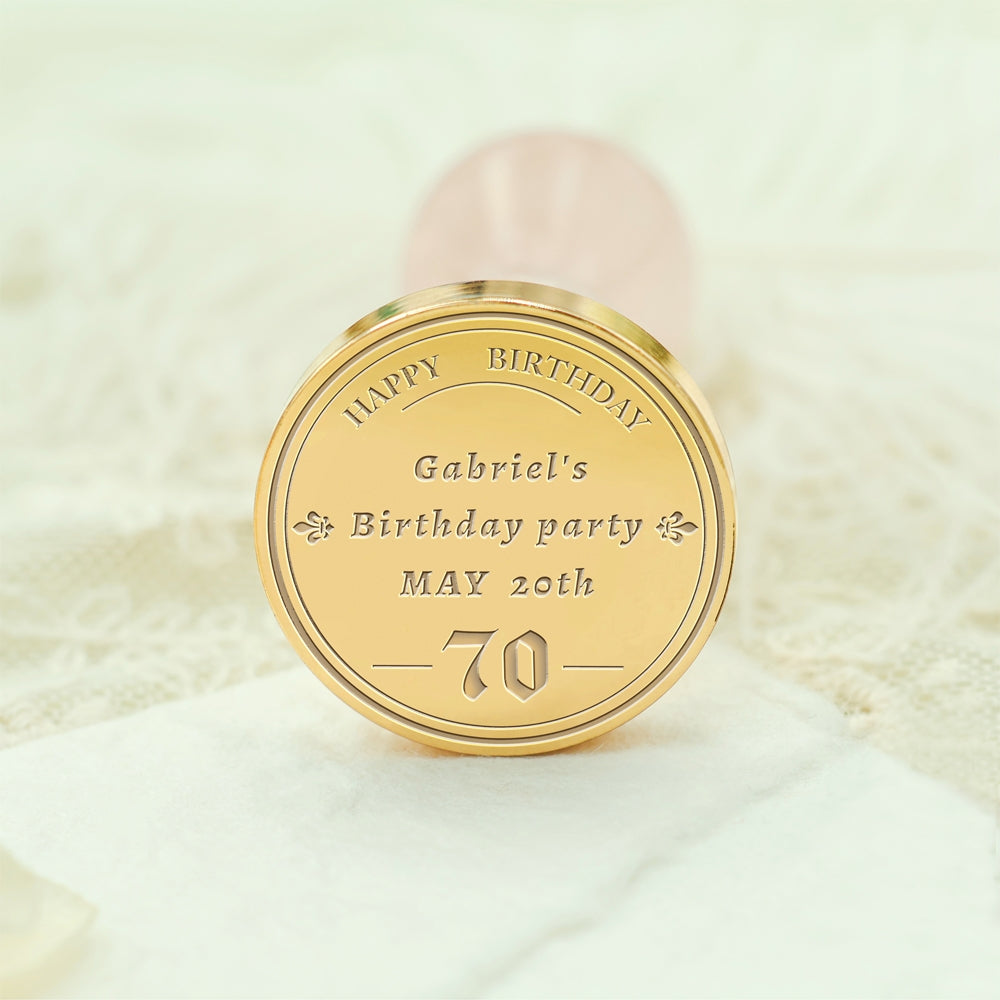 HAPPY BIRTHDAY
Gabriel's
Birthday party
MAY 20th
70